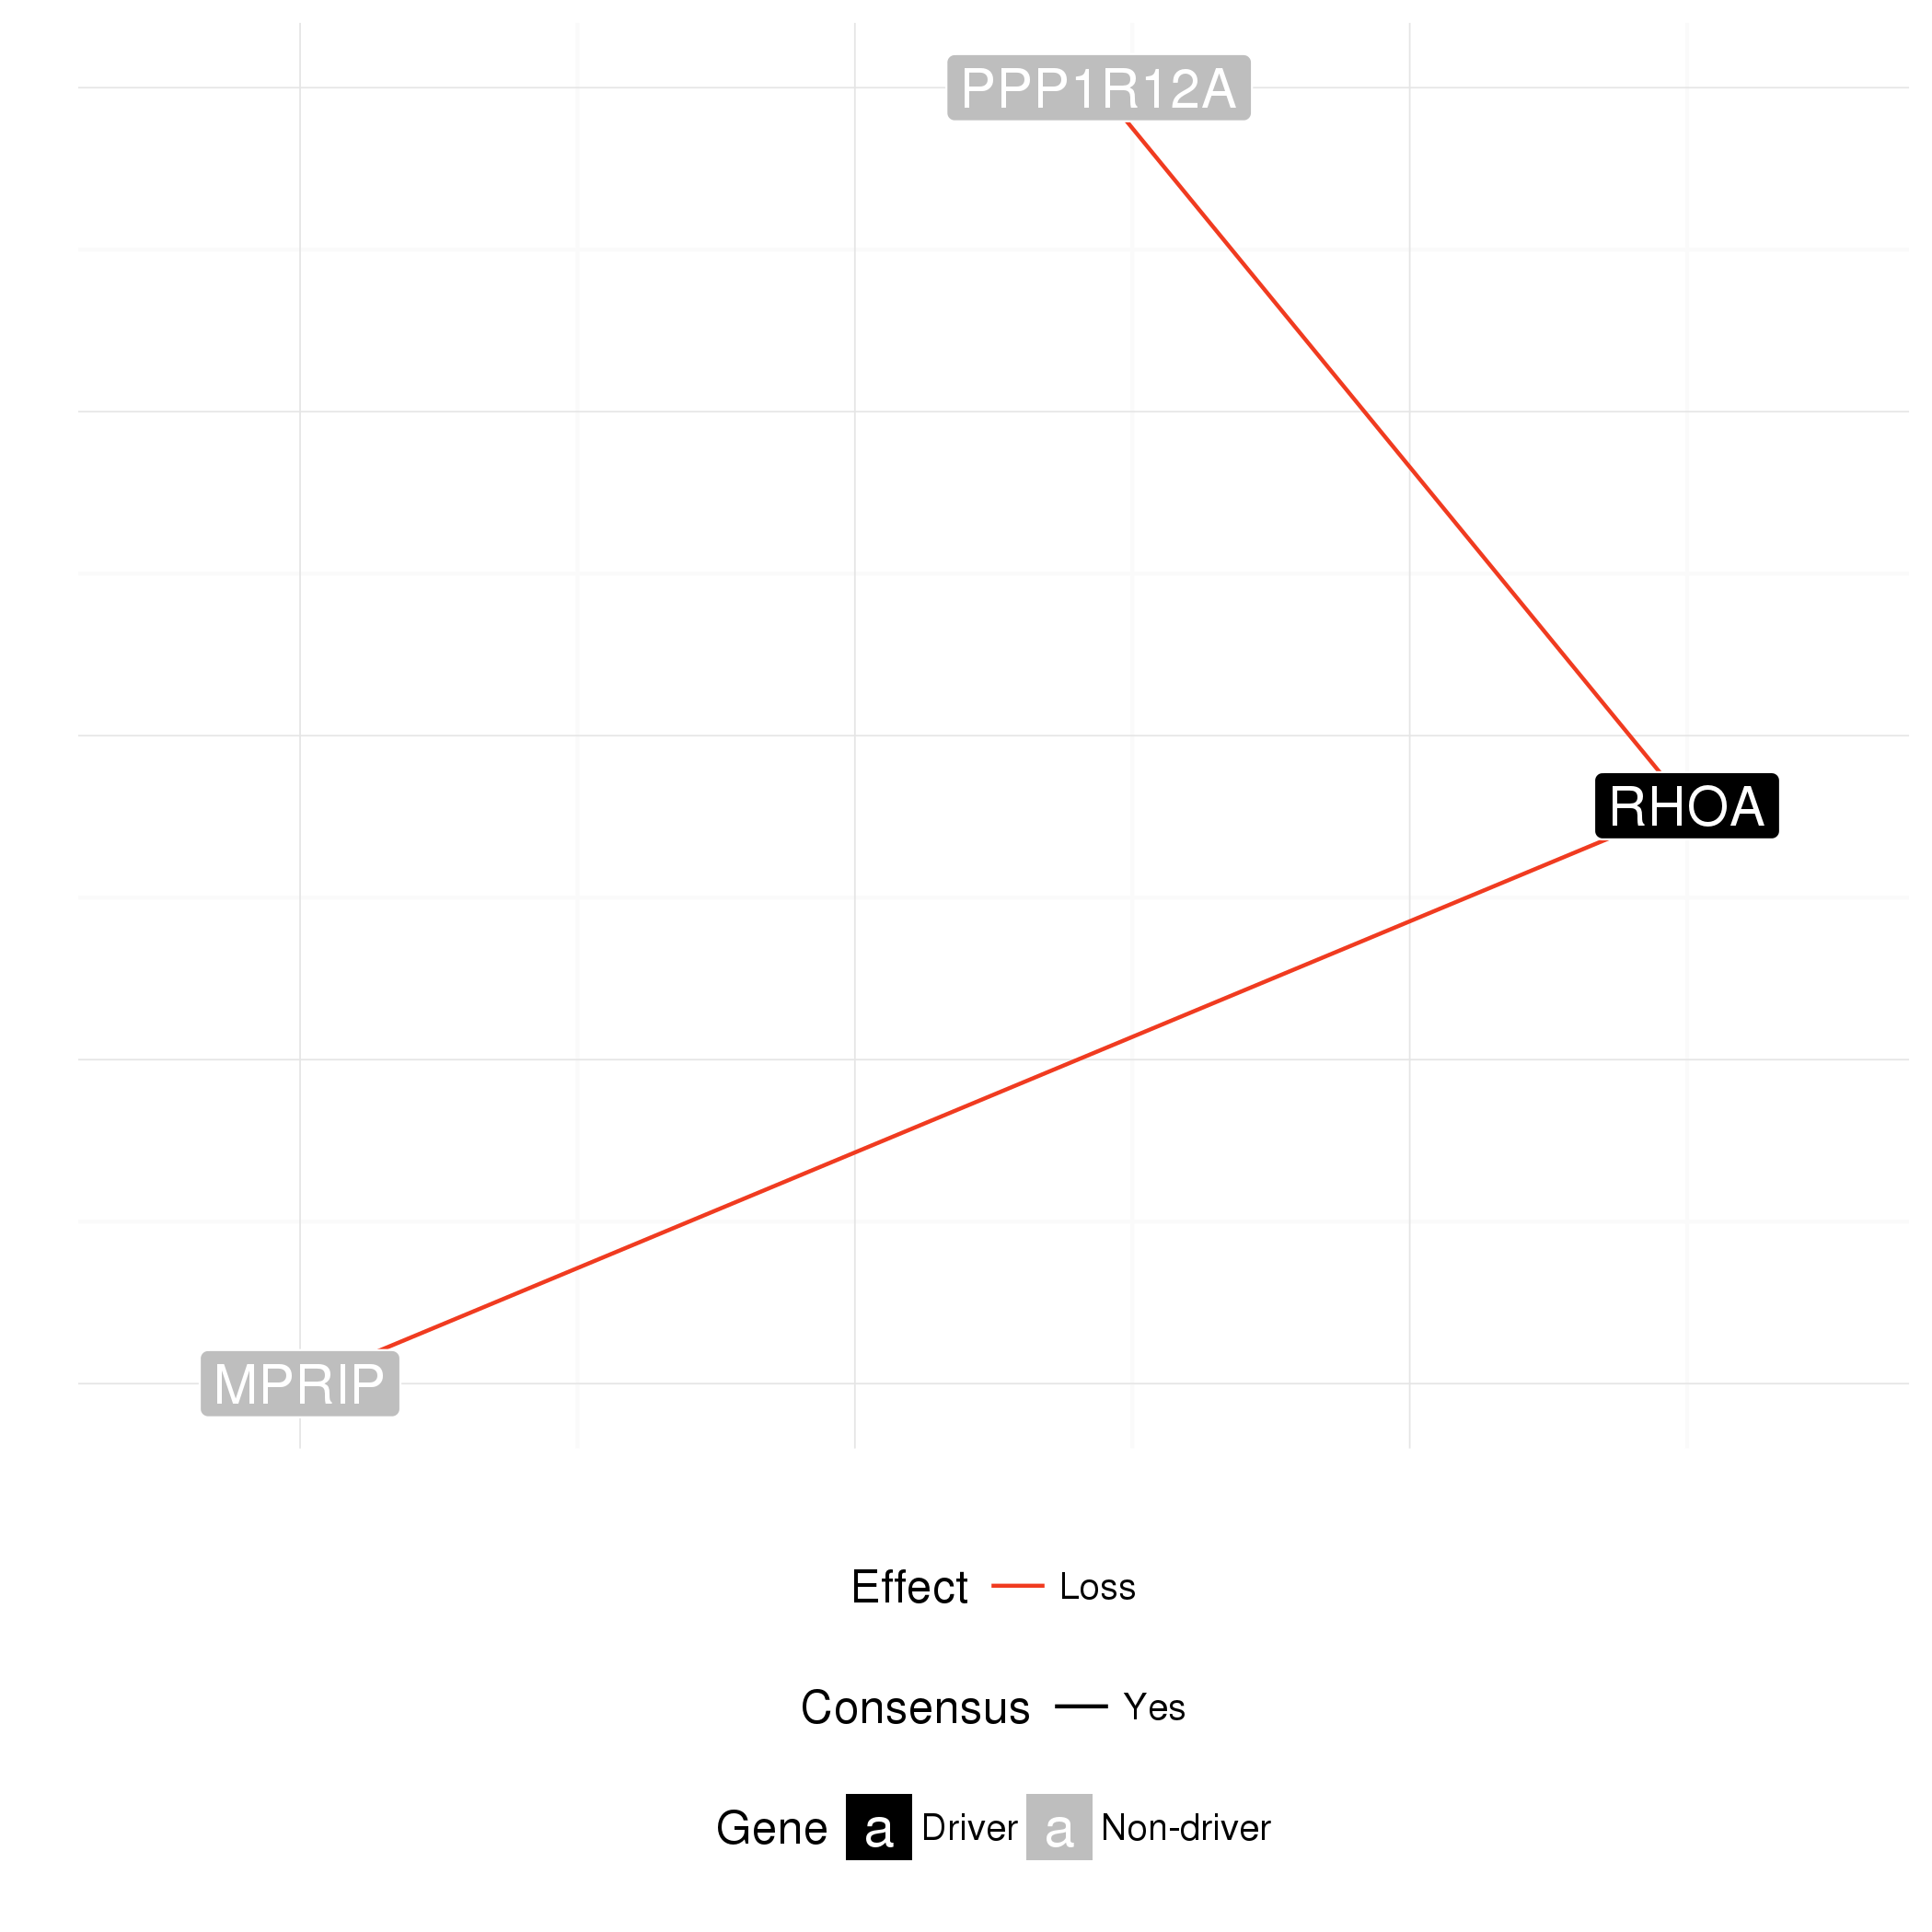 PPP1R12A
RHOA
MPRIP
Effect Loss
Consensus Yes
Gene a Driver a Non-driver